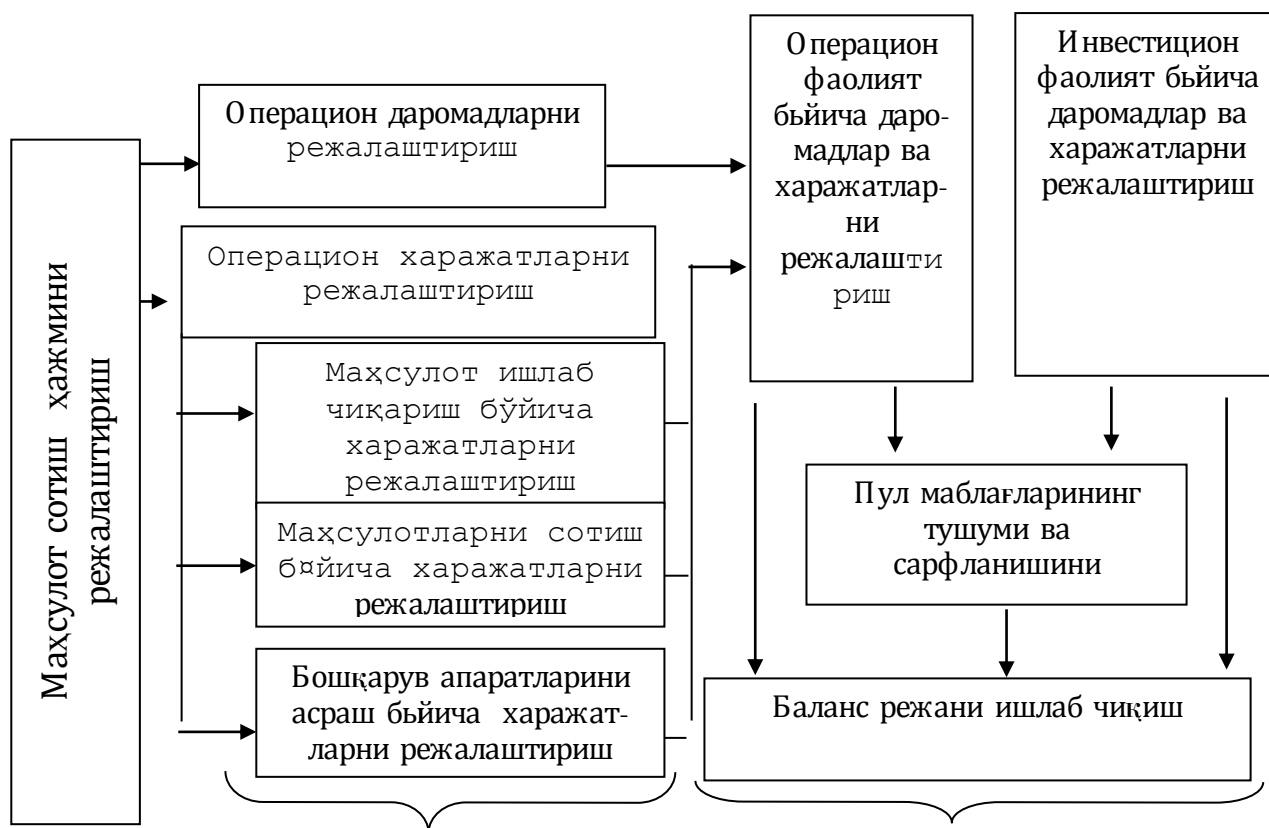 Маҳсулот сотиш ҳажмини
режалаштириш
Операцион даромадларни
режалаштириш
Операцион харажатларни
режалаштириш
Маҳсулот ишлаб
чиқариш бўйича
харажатларни
режалаштириш
Маҳсулотларни сотиш
б¤йича харажатларни
режалаштириш
Бошқарув апаратларини
асраш бьйича харажат-
ларни режалаштириш
Операцион
фаолият
бьйича даро-
мадлар ва
харажатлар-
ни
режалашти
риш
Инвестицион
фаолият бьйича
даромадлар ва
харажатларни
режалаштириш
Пул маблағларининг
тушуми ва
сарфланишини
Баланс режани ишлаб чиқиш